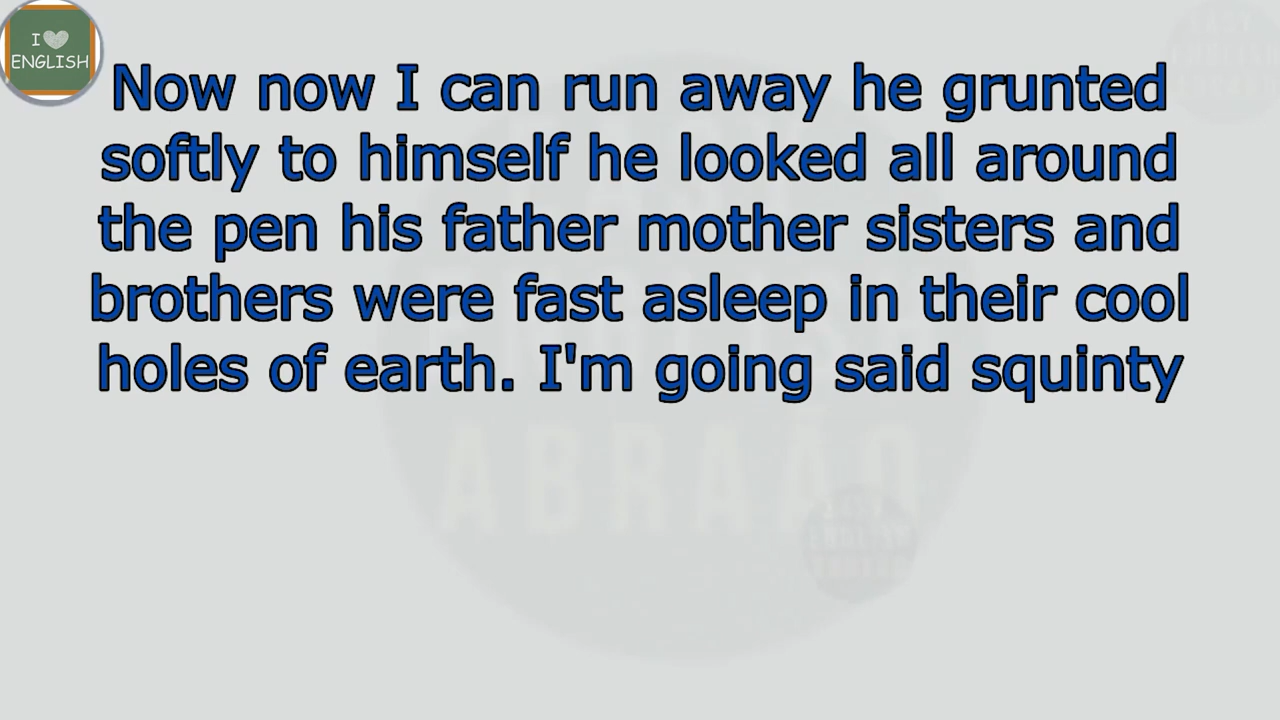 I
ENGLISH
Now now I can run away he grunted
softly to himself he looked all around
the pen his father mother sisters and
brothers were fast asleep in their cool
holes of earth. I'm going said squinty
ABRAÃO